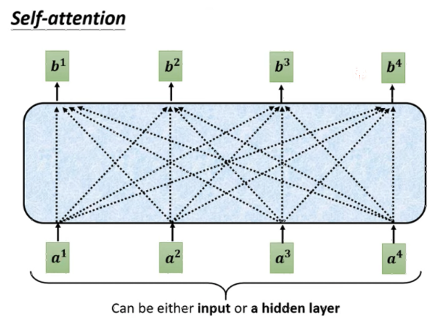 Self-attention
b¹ b² b³ b⁴
a¹ a² a³ a⁴
Can be either input or a hidden layer